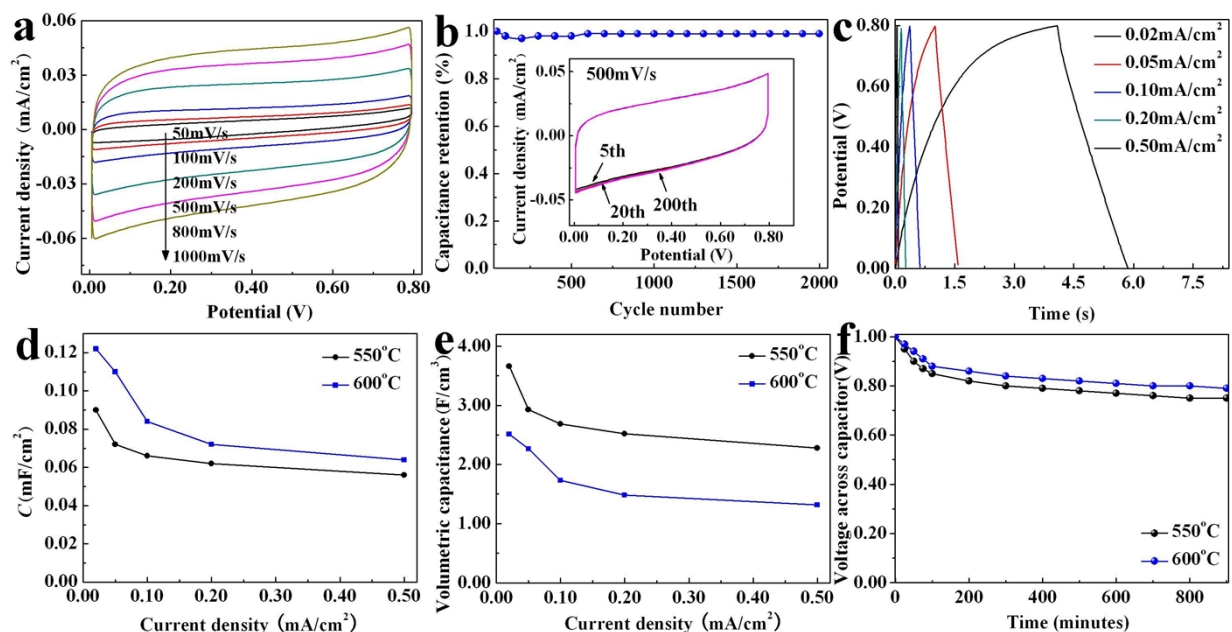 a
Current density (mA/cm²)
0.06
0.03
0.00
-0.03
-0.06
50mV/s
100mV/s
200mV/s
500mV/s
800mV/s
1000mV/s
0.00 0.20 0.40 0.60 0.80
Potential (V)
b
Capacitance retention (%)
1.0
0.8
0.6
0.4
0.2
0.0
500mV/s
Current density (mA/cm²)
0.05
0.00
-0.05
5th
20th
200th
0.00 0.20 0.40 0.60 0.80
Potential (V)
500 1000 1500 2000
Cycle number
c
Potential (V)
0.80
0.60
0.40
0.20
0.00
0.02mA/cm²
0.05mA/cm²
0.10mA/cm²
0.20mA/cm²
0.50mA/cm²
0.0 1.5 3.0 4.5 6.0 7.5
Time (s)
d
C (mF/cm²)
0.12
0.10
0.08
0.06
0.04
0.02
0.00
550°C
600°C
0.00 0.10 0.20 0.30 0.40 0.50
Current density (mA/cm²)
e
Volumetric capacitance (F/cm³)
4.00
3.00
2.00
1.00
0.00
550°C
600°C
0.00 0.10 0.20 0.30 0.40 0.50
Current density (mA/cm²)
f
Voltage across capacitor(V)
1.00
0.80
0.60
0.40
0.20
0.00
550°C
600°C
0 200 400 600 800
Time (minutes)